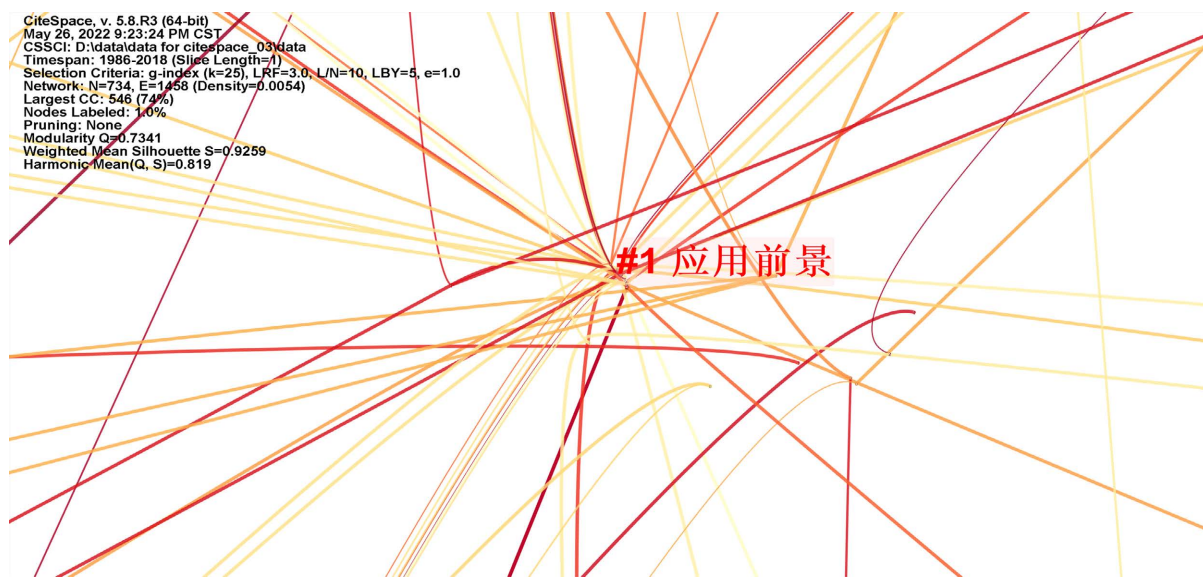 CiteSpace, v. 5.8.R3 (64-bit)
May 26, 2022 9:23:24 PM CST
CSSCI: D:\data\data for citespace_03\data
Timespan: 1986-2018 (Slice Length=1)
Selection Criteria: g-index (k=25), LRF=3.0, L/N=10, LBY=5, e=1.0
Network: N=734, E=1458 (Density=0.0054)
Largest CC: 546 (74%)
Nodes Labeled: 1.0%
Pruning: None
Modularity Q=0.7341
Weighted Mean Silhouette S=0.9259
Harmonic Mean(Q, S)=0.819
#1 应用前景